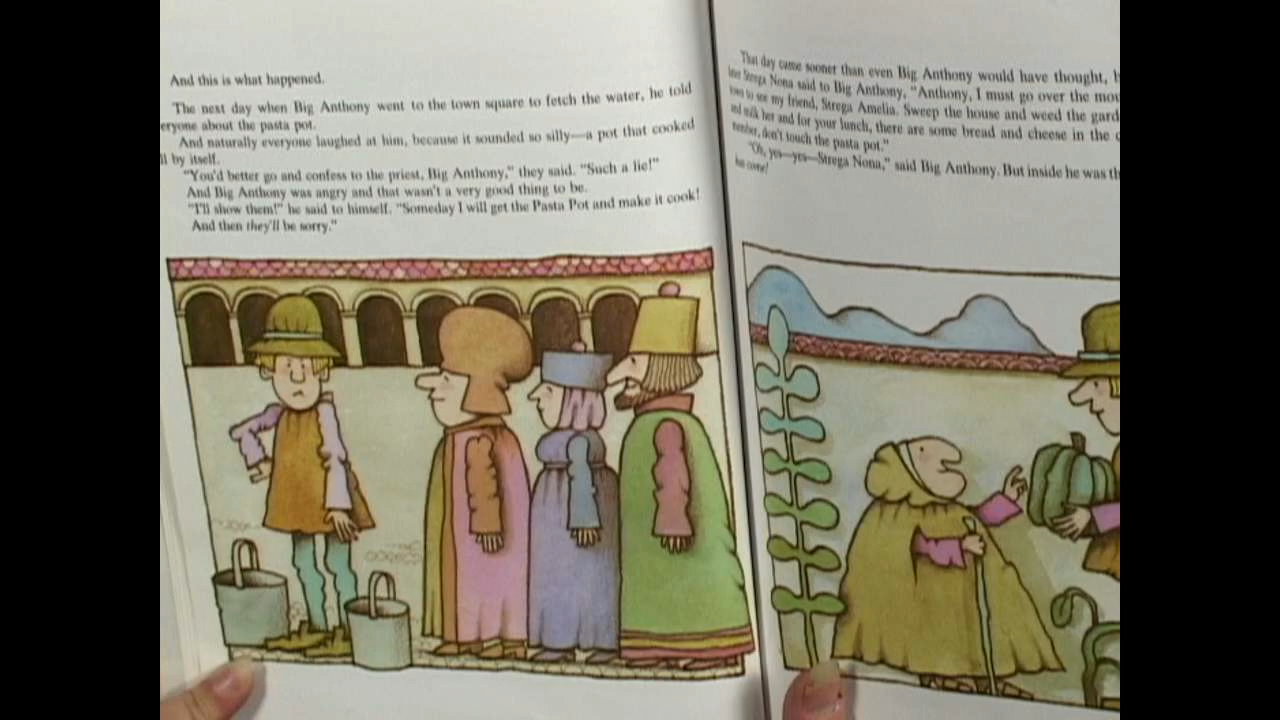 And this is what happened.
The next day when Big Anthony went to the town square to fetch the water, he told
eryone about the pasta pot.
And naturally everyone laughed at him, because it sounded so silly—a pot that cooked
ll by itself.
"You'd better go and confess to the priest, Big Anthony," they said. "Such a lie!"
And Big Anthony was angry and that wasn't a very good thing to be.
"I'll show them!" he said to himself. "Someday I will get the Pasta Pot and make it cook!
And then they'll be sorry."
That day came sooner than even Big Anthony would have thought,
later Strega Nona said to Big Anthony, "Anthony, I must go over the mou
town to see my friend, Strega Amelia. Sweep the house and weed the gard
and milk her and for your lunch, there are some bread and cheese in the c
member, don't touch the pasta pot."
"Oh, yes—yes—Strega Nona," said Big Anthony. But inside he was th
has come!